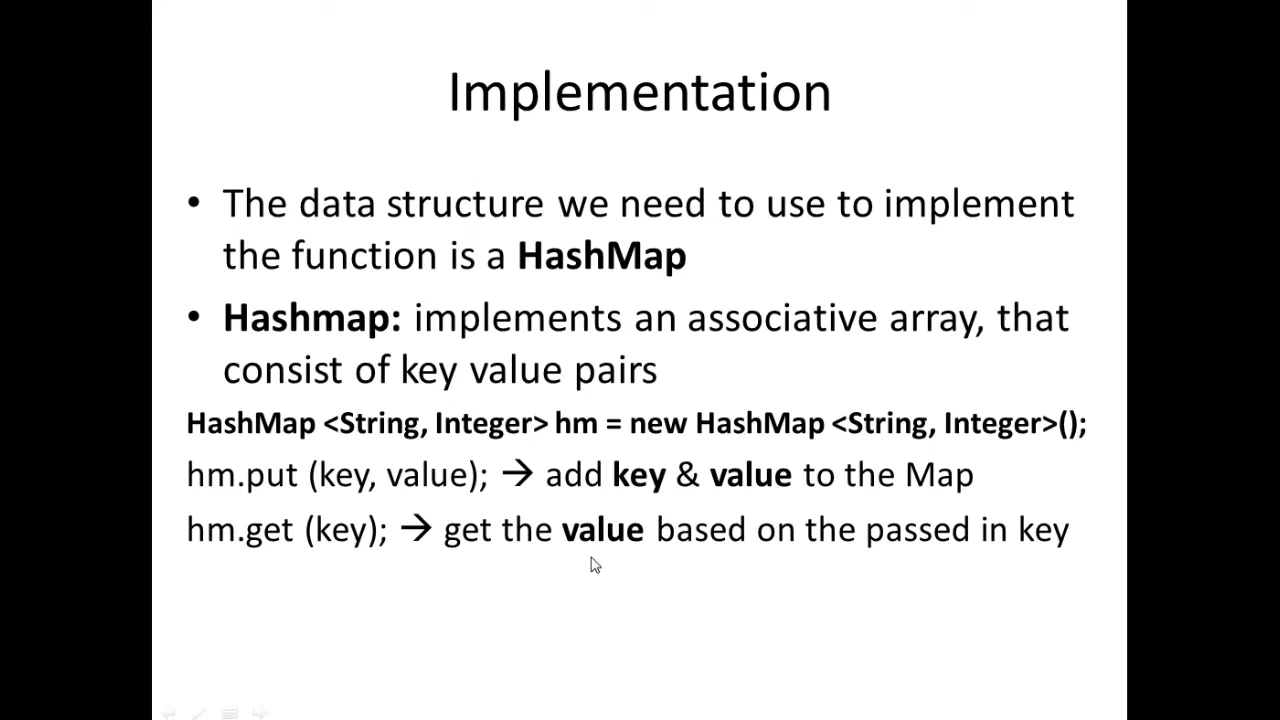 Implementation
• The data structure we need to use to implement
the function is a HashMap
• Hashmap: implements an associative array, that
consist of key value pairs
HashMap <String, Integer> hm = new HashMap <String, Integer>();
hm.put (key, value); → add key & value to the Map
hm.get (key); → get the value based on the passed in key